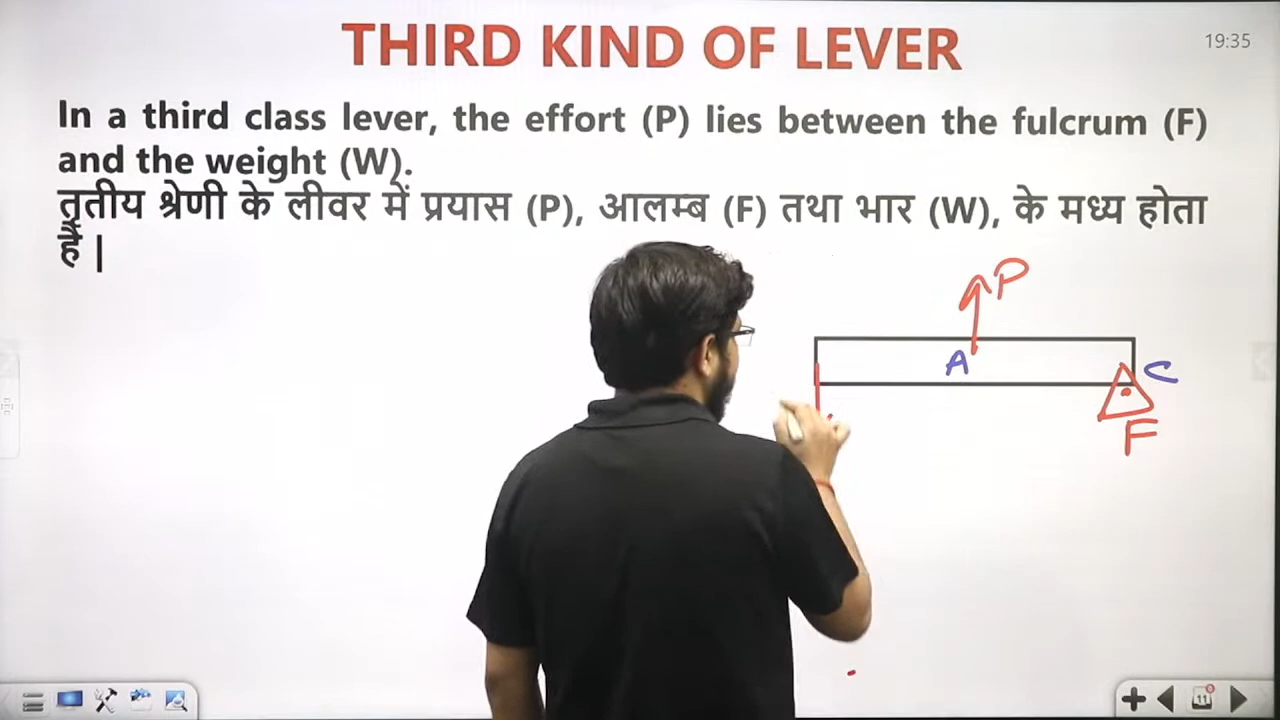 THIRD KIND OF LEVER
19:35
In a third class lever, the effort (P) lies between the fulcrum (F)
and the weight (W).
तृतीय श्रेणी के लीवर में प्रयास (P), आलम्ब (F) तथा भार (W), के मध्य होता
हैं |
P
A
C
F
11